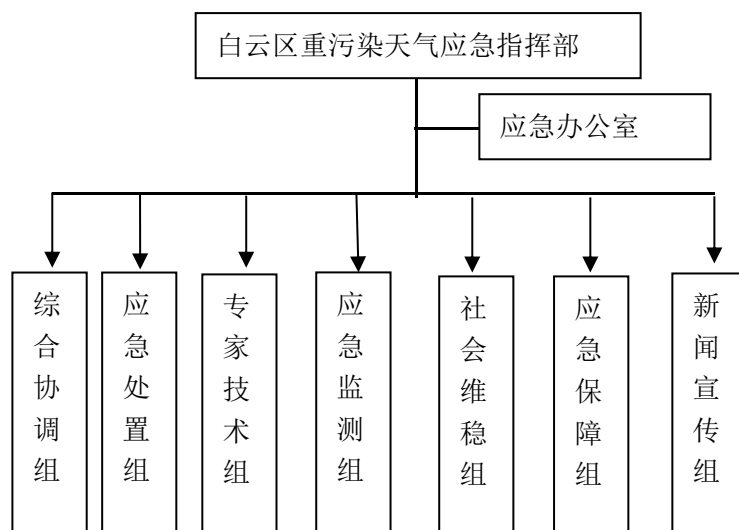 白云区重污染天气应急指挥部
应急办公室
综合协调组
应急处置组
专家技术组
应急监测组
社会维稳组
应急保障组
新闻宣传组